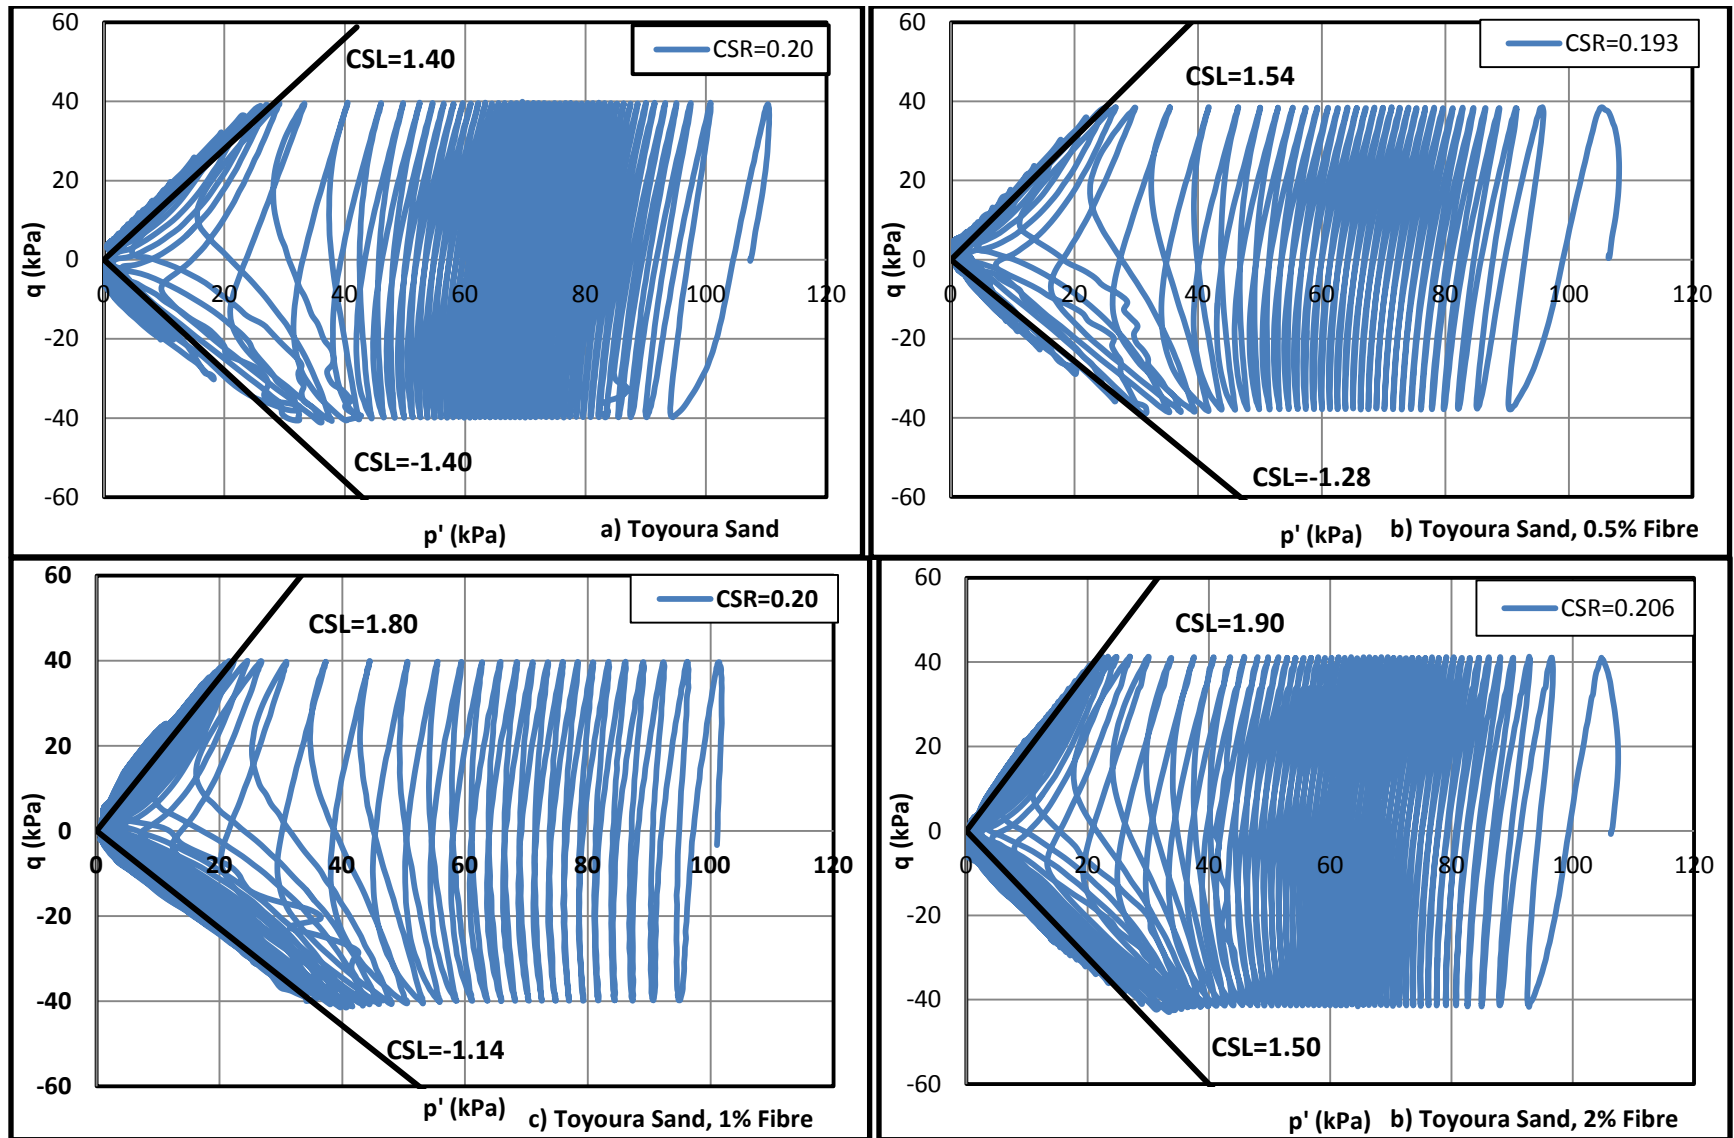 60
40
20
0
-20
-40
-60
q (kPa)
0 20 40 60 80 100 120
p' (kPa)
CSR=0.20
CSL=1.40
CSL=-1.40
a) Toyoura Sand
60
40
20
0
-20
-40
-60
q (kPa)
0 20 40 60 80 100 120
p' (kPa)
CSR=0.193
CSL=1.54
CSL=-1.28
b) Toyoura Sand, 0.5% Fibre
60
40
20
0
-20
-40
-60
q (kPa)
0 20 40 60 80 100 120
p' (kPa)
CSR=0.20
CSL=1.80
CSL=-1.14
c) Toyoura Sand, 1% Fibre
60
40
20
0
-20
-40
-60
q (kPa)
0 20 40 60 80 100 120
p' (kPa)
CSR=0.206
CSL=1.90
CSL=1.50
b) Toyoura Sand, 2% Fibre